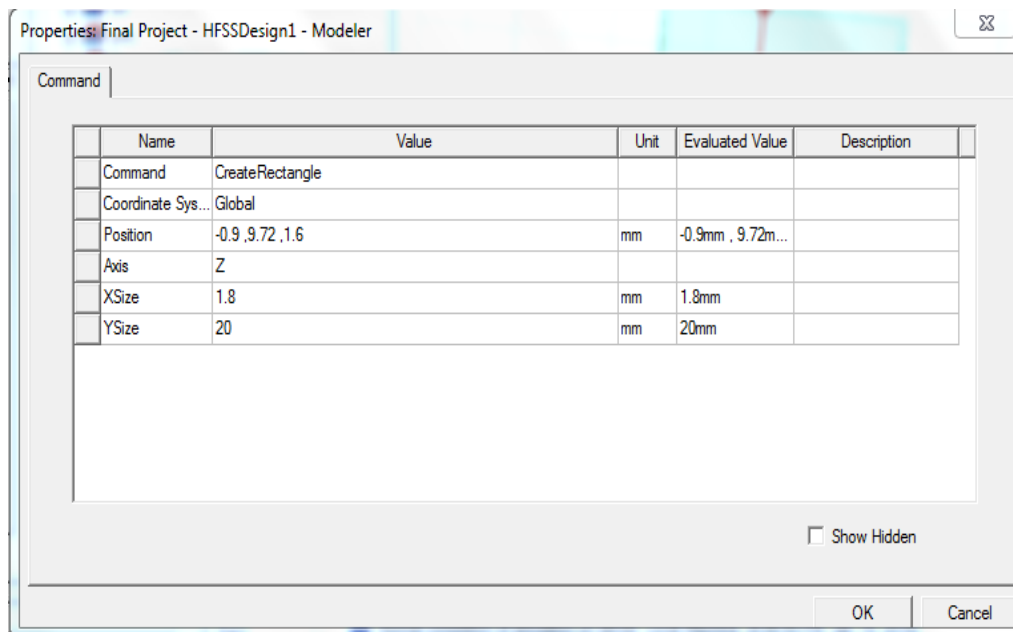 Properties: Final Project - HFSSDesign1 - Modeler
Command
Name Value Unit Evaluated Value Description
Command CreateRectangle
Coordinate Sys... Global
Position -0.9 ,9.72 ,1.6 mm -0.9mm , 9.72m...
Axis Z
XSize 1.8 mm 1.8mm
YSize 20 mm 20mm
Show Hidden
OK Cancel